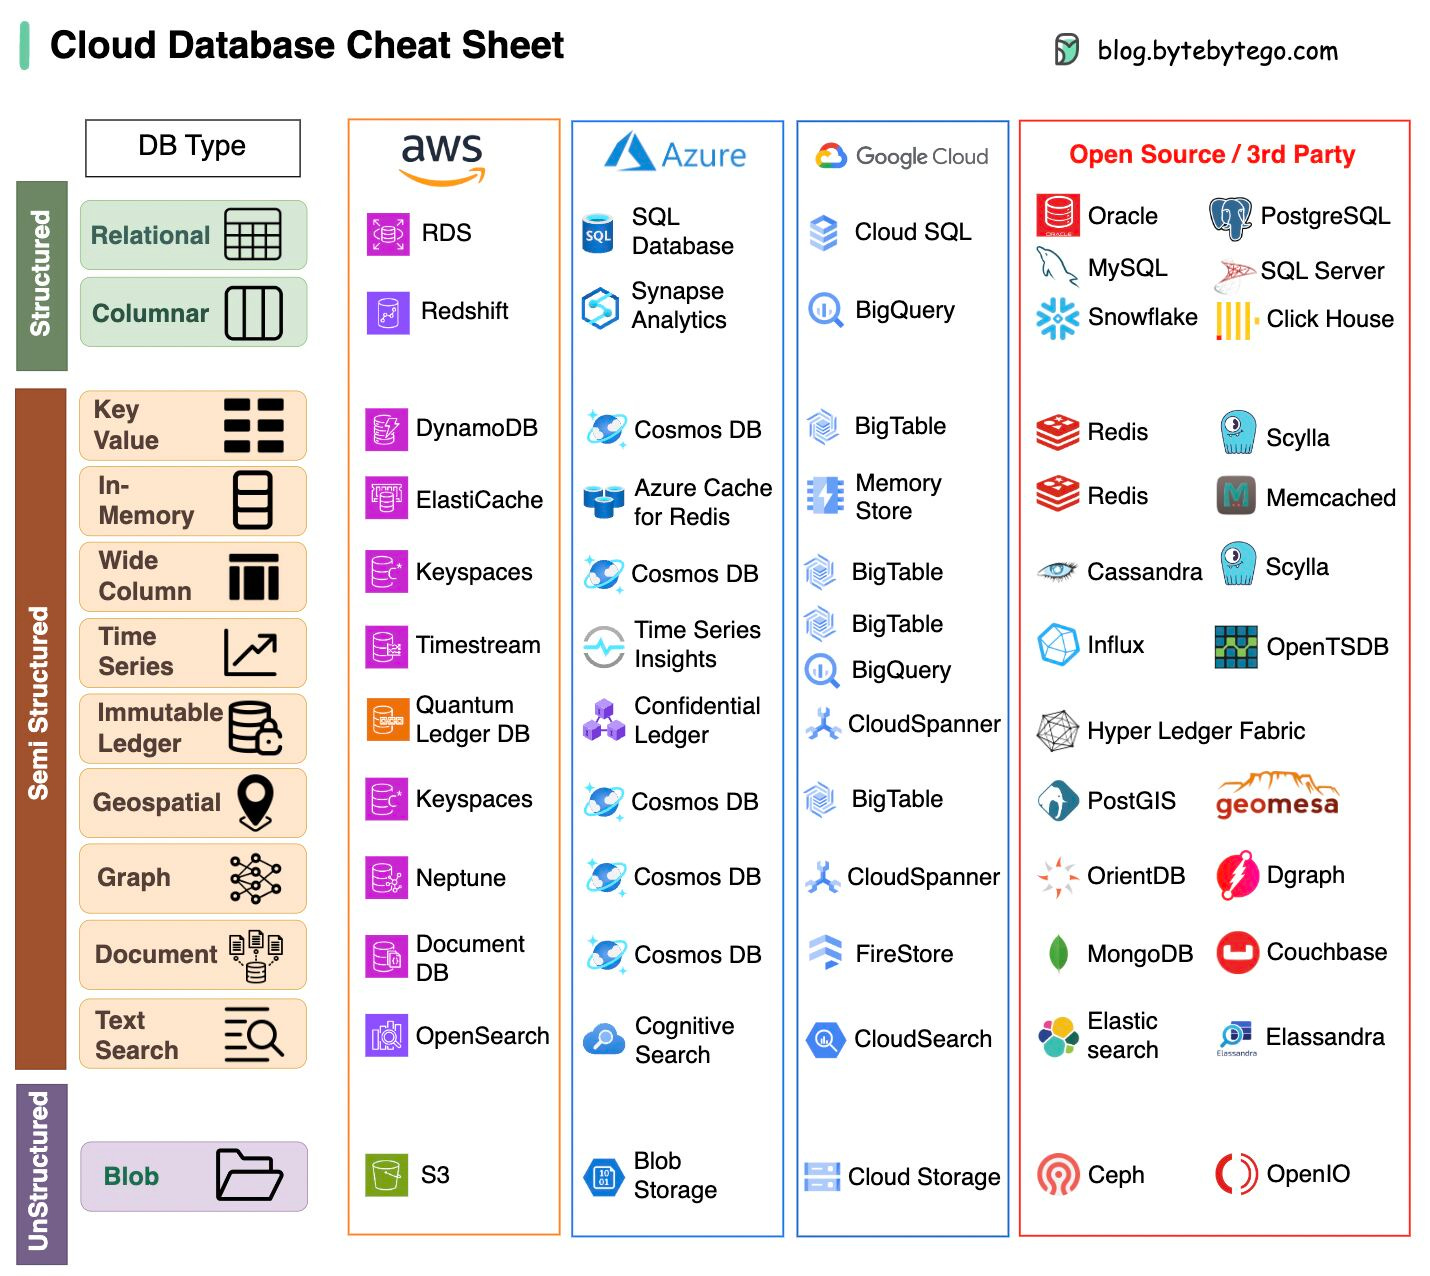 Cloud Database Cheat Sheet
blog.bytebytego.com
DB Type
aws
Azure
Google Cloud
Open Source / 3rd Party
Structured
Relational
RDS
SQL
Database
SQL
Cloud SQL
Oracle
ORACLE
PostgreSQL
MySQL
SQL Server
Columnar
Redshift
Synapse
Analytics
BigQuery
Snowflake
Click House
Semi Structured
Key
Value
DynamoDB
Cosmos DB
BigTable
Redis
Scylla
In-
Memory
ElastiCache
Azure Cache
for Redis
Memory
Store
Redis
M
Memcached
Wide
Column
Keyspaces
Cosmos DB
BigTable
Cassandra
Scylla
Time
Series
Timestream
Time Series
Insights
BigTable
BigQuery
Influx
OpenTSDB
Immutable
Ledger
Quantum
Ledger DB
Confidential
Ledger
CloudSpanner
Hyper Ledger Fabric
Geospatial
Keyspaces
Cosmos DB
BigTable
PostGIS
geomesa
Graph
Neptune
Cosmos DB
CloudSpanner
OrientDB
Dgraph
Document
Document
DB
Cosmos DB
FireStore
MongoDB
Couchbase
Text
Search
OpenSearch
Cognitive
Search
CloudSearch
Elastic
search
Elassandra
Elassandra
UnStructured
Blob
S3
10
01
Blob
Storage
Cloud Storage
Ceph
OpenIO